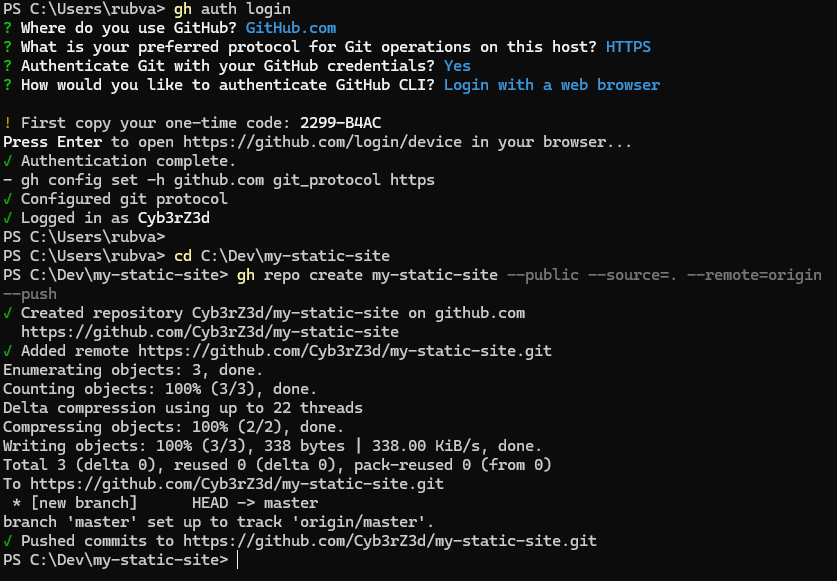 PS C:\Users\rubva> gh auth login
? Where do you use GitHub? GitHub.com
? What is your preferred protocol for Git operations on this host? HTTPS
? Authenticate Git with your GitHub credentials? Yes
? How would you like to authenticate GitHub CLI? Login with a web browser

! First copy your one-time code: 2299-B4AC
Press Enter to open https://github.com/login/device in your browser...
✓ Authentication complete.
- gh config set -h github.com git_protocol https
✓ Configured git protocol
✓ Logged in as Cyb3rZ3d
PS C:\Users\rubva>
PS C:\Users\rubva> cd C:\Dev\my-static-site
PS C:\Dev\my-static-site> gh repo create my-static-site --public --source=. --remote=origin
--push
✓ Created repository Cyb3rZ3d/my-static-site on github.com
  https://github.com/Cyb3rZ3d/my-static-site
✓ Added remote https://github.com/Cyb3rZ3d/my-static-site.git
Enumerating objects: 3, done.
Counting objects: 100% (3/3), done.
Delta compression using up to 22 threads
Compressing objects: 100% (2/2), done.
Writing objects: 100% (3/3), 338 bytes | 338.00 KiB/s, done.
Total 3 (delta 0), reused 0 (delta 0), pack-reused 0 (from 0)
To https://github.com/Cyb3rZ3d/my-static-site.git
 * [new branch]      HEAD -> master
branch 'master' set up to track 'origin/master'.
✓ Pushed commits to https://github.com/Cyb3rZ3d/my-static-site.git
PS C:\Dev\my-static-site>